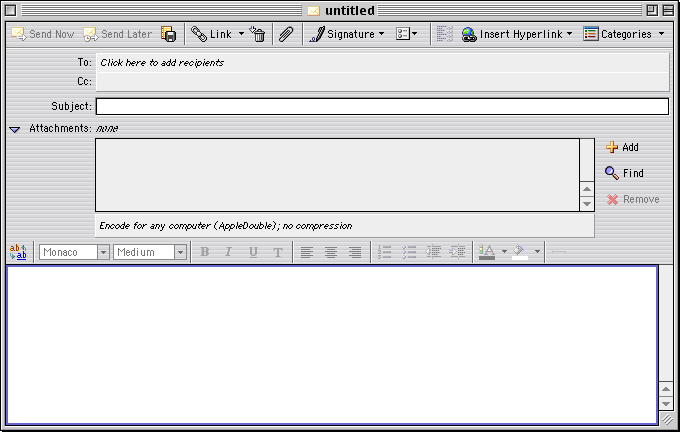 untitled
Send Now Send Later Link Signature Insert Hyperlink Categories
To: Click here to add recipients
Cc:
Subject:
Attachments: none
Add
Find
Remove
Encode for any computer (AppleDouble); no compression
Monaco Medium B I U T A